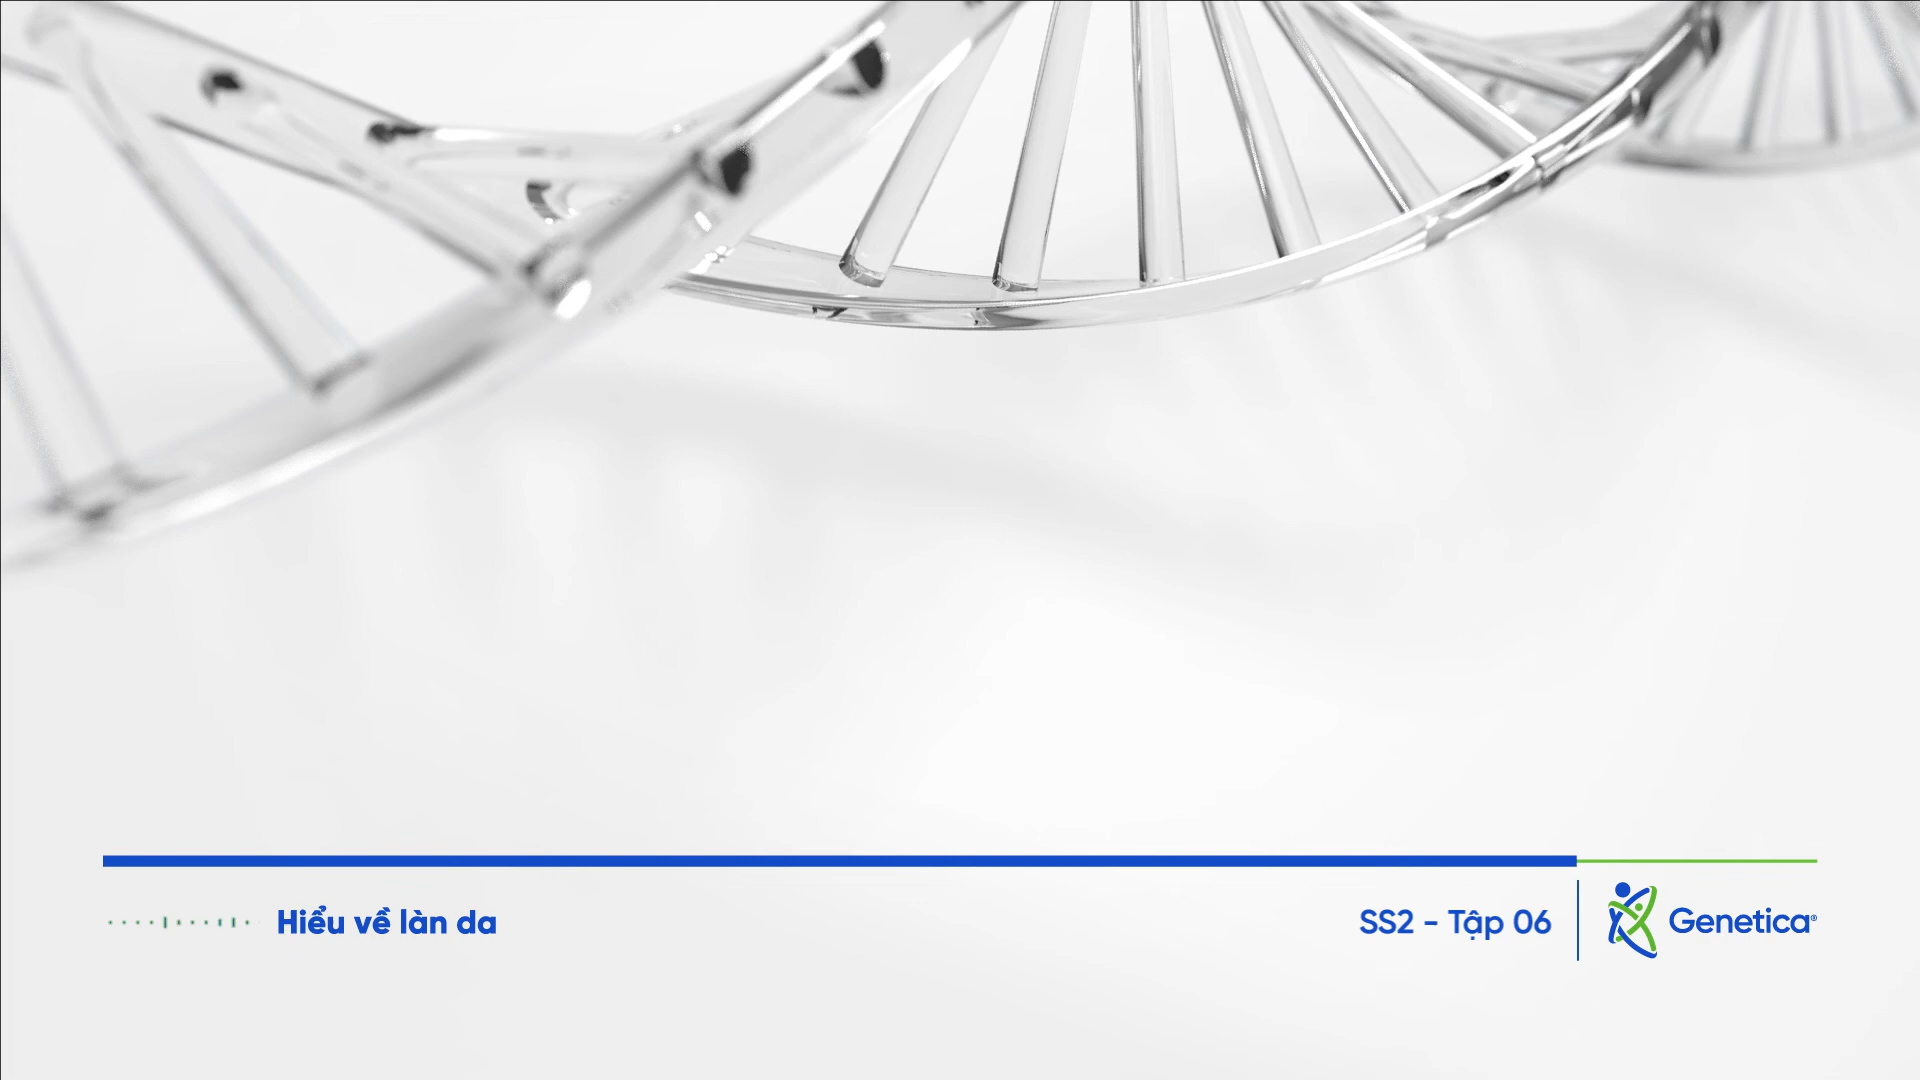 Hiểu về làn da
SS2 - Tập 06
Genetica®